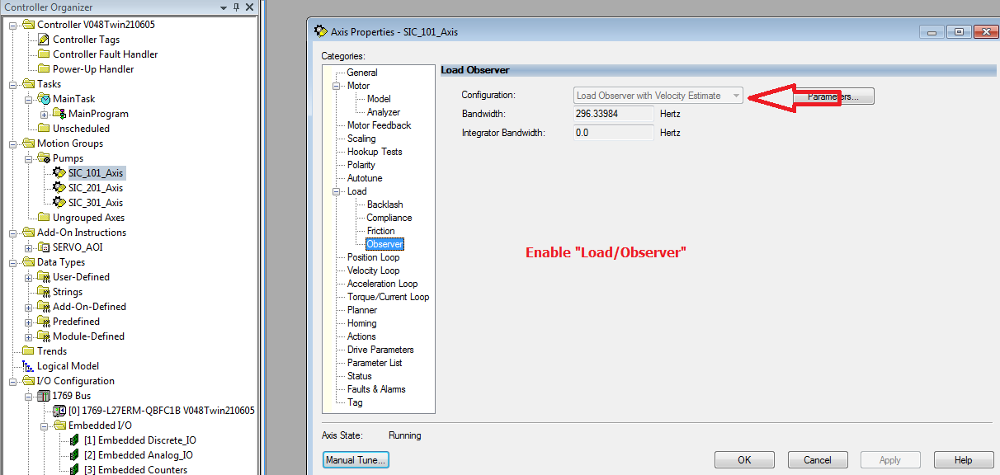 Controller Organizer
Controller V048Twin210605
Controller Tags
Controller Fault Handler
Power-Up Handler
Tasks
MainTask
MainProgram
Unscheduled
Motion Groups
Pumps
SIC_101_Axis
SIC_201_Axis
SIC_301_Axis
Ungrouped Axes
Add-On Instructions
SERVO_AOI
Data Types
User-Defined
Strings
Add-On-Defined
Predefined
Module-Defined
Trends
Logical Model
I/O Configuration
1769 Bus
[0] 1769-L27ERM-QBFC1B V048Twin210605
Embedded I/O
[1] Embedded Discrete_IO
[2] Embedded Analog_IO
[3] Embedded Counters
Axis Properties - SIC_101_Axis
Categories:
General
Motor
Model
Analyzer
Motor Feedback
Scaling
Hookup Tests
Polarity
Autotune
Load
Backlash
Compliance
Friction
Observer
Position Loop
Velocity Loop
Acceleration Loop
Torque/Current Loop
Planner
Homing
Actions
Drive Parameters
Parameter List
Status
Faults & Alarms
Tag
Load Observer
Configuration: Load Observer with Velocity Estimate Parameters...
Bandwidth: 296.33984 Hertz
Integrator Bandwidth: 0.0 Hertz
Enable "Load/Observer"
Axis State: Running
Manual Tune... OK Cancel Apply Help